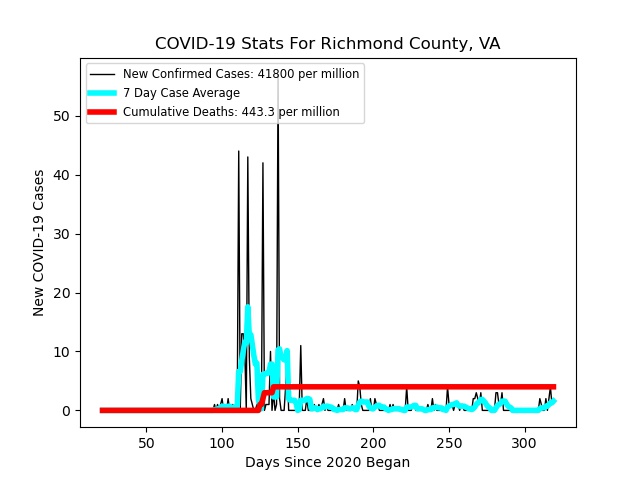 COVID-19 Stats For Richmond County, VA
New Confirmed Cases: 41800 per million
7 Day Case Average
Cumulative Deaths: 443.3 per million
New COVID-19 Cases
50
40
30
20
10
0
50 100 150 200 250 300
Days Since 2020 Began